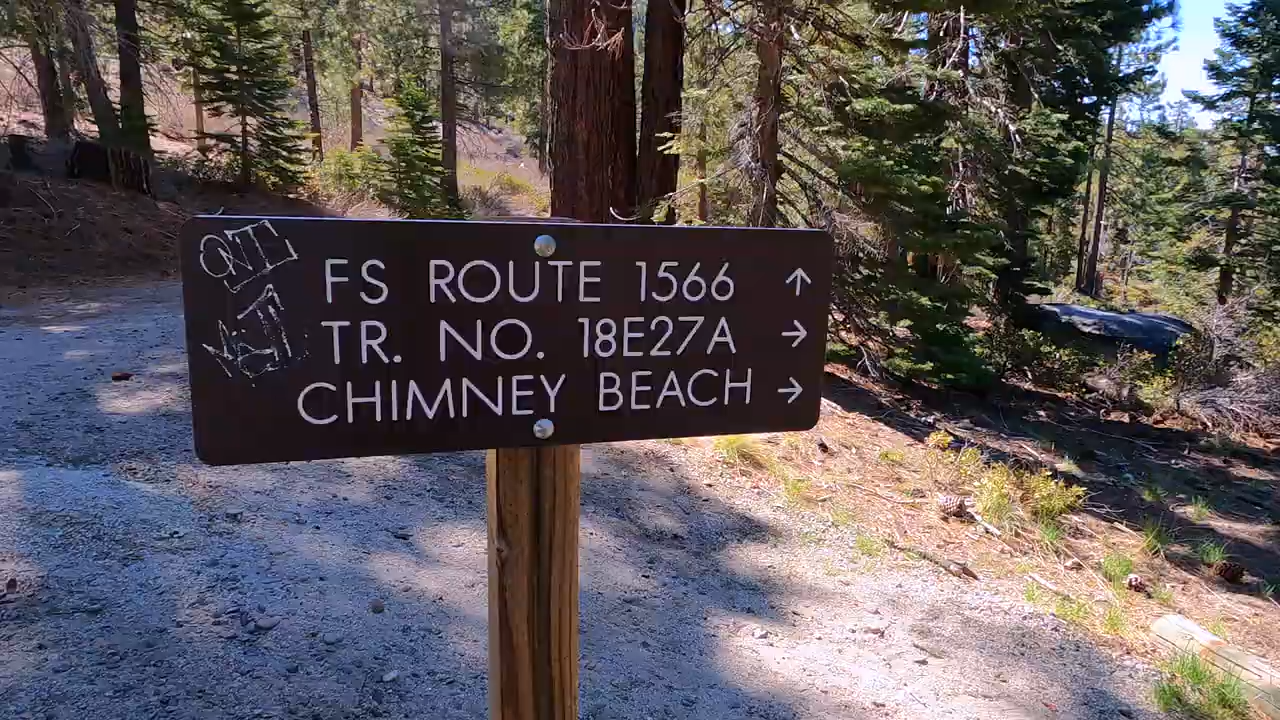 FS ROUTE 1566 ↑
TR. NO. 18E27A →
CHIMNEY BEACH →